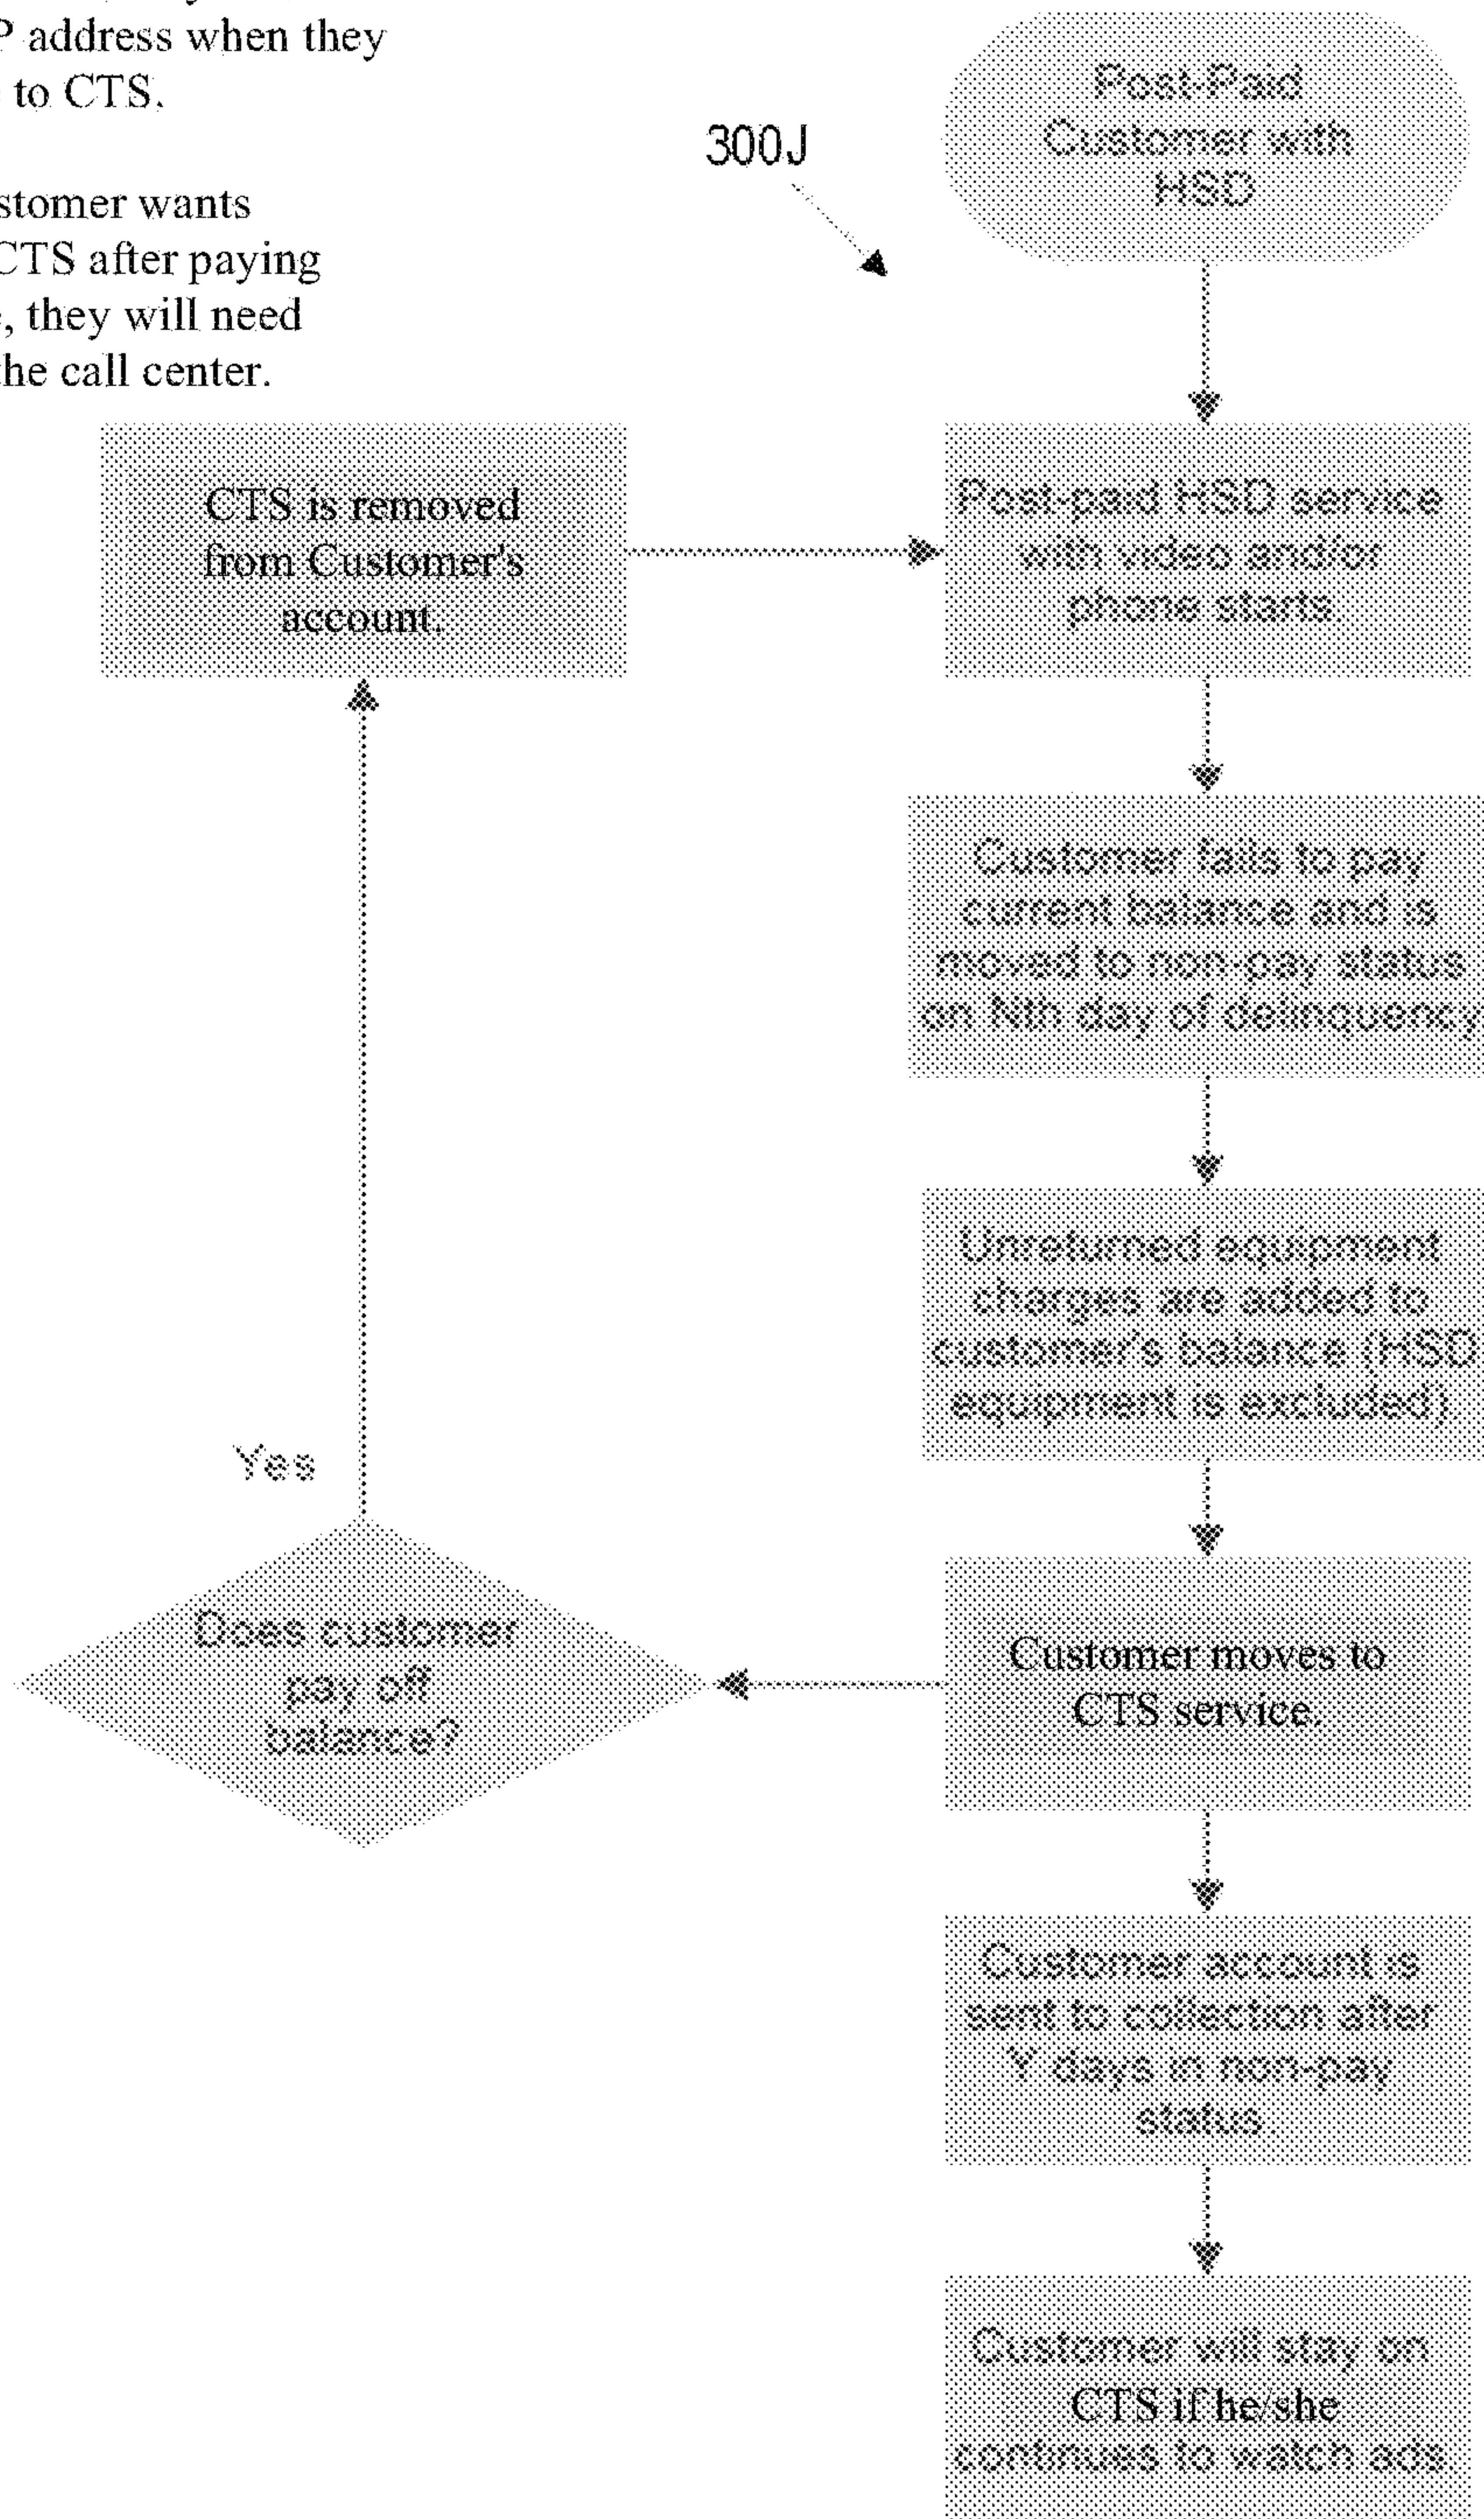 P address when they
to CTS.
stomer wants
CTS after paying
, they will need
the call center.
300J
Post-Paid
Customer with
HSD
CTS is removed
from Customer's
account.
Post-paid HSD service
with video and/or
phone starts.
Customer fails to pay
current balance and is
moved to non-pay status
on Nth day of delinquency
Unreturned equipment
charges are added to
customer's balance (HSD
equipment is excluded)
Yes
Does customer
pay off
balance?
Customer moves to
CTS service.
Customer account is
sent to collection after
Y days in non-pay
status.
Customer will stay on
CTS if he/she
continues to watch ads